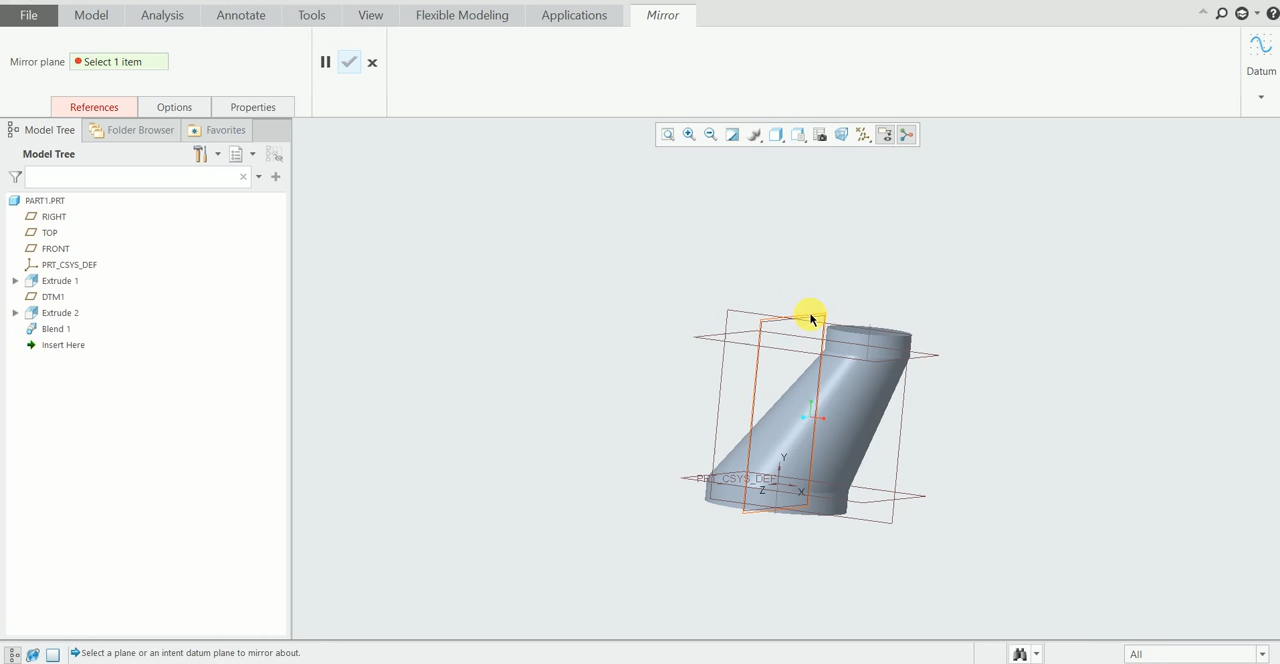 File Model Analysis Annotate Tools View Flexible Modeling Applications Mirror
Mirror plane Select 1 item
Datum
References Options Properties
Model Tree Folder Browser Favorites
Model Tree
PART1.PRT
RIGHT
TOP
FRONT
PRT_CSYS_DEF
Extrude 1
DTM1
Extrude 2
Blend 1
Insert Here
Y
PRT_CSYS_DEF
Z X
Select a plane or an intent datum plane to mirror about.
All